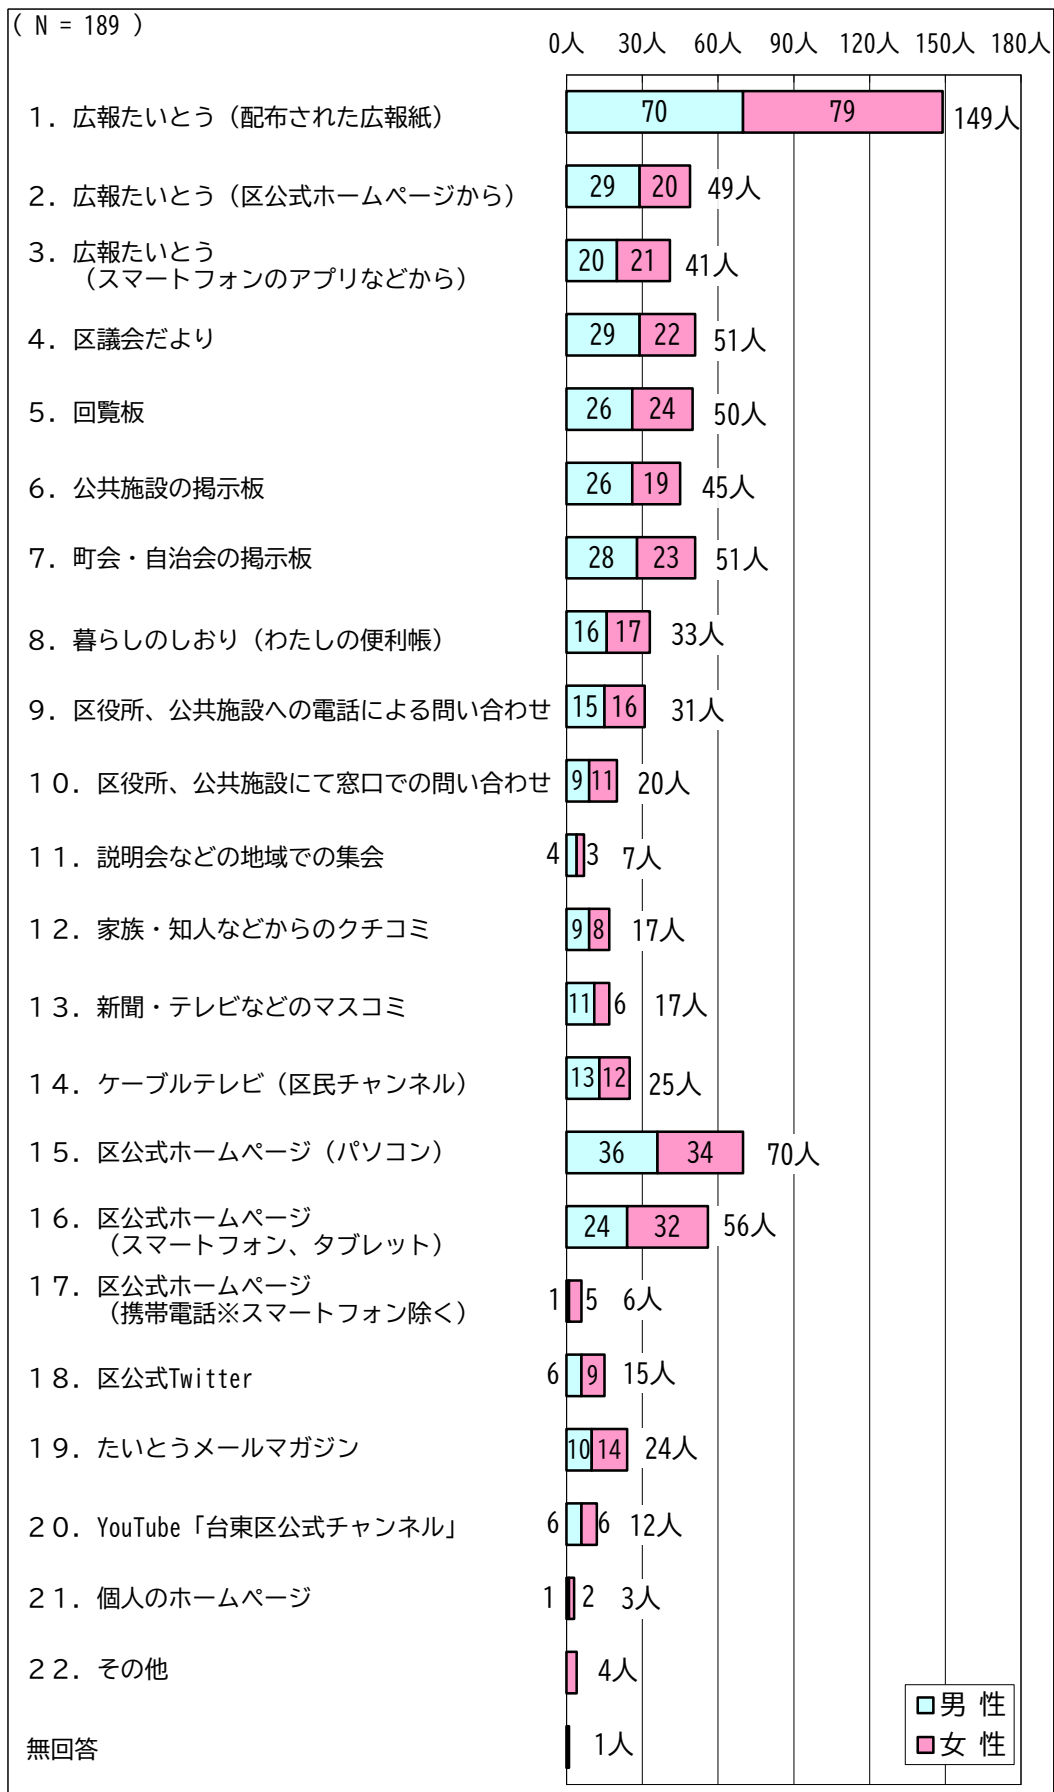 ( N = 189 )
0人 30人 60人 90人 120人 150人 180人
１．広報たいとう（配布された広報紙） 70 79 149人
２．広報たいとう（区公式ホームページから） 29 20 49人
３．広報たいとう
（スマートフォンのアプリなどから） 20 21 41人
４．区議会だより 29 22 51人
５．回覧板 26 24 50人
６．公共施設の掲示板 26 19 45人
７．町会・自治会の掲示板 28 23 51人
８．暮らしのしおり（わたしの便利帳） 16 17 33人
９．区役所、公共施設への電話による問い合わせ 15 16 31人
１０．区役所、公共施設にて窓口での問い合わせ 9 11 20人
１１．説明会などの地域での集会 4 3 7人
１２．家族・知人などからのクチコミ 9 8 17人
１３．新聞・テレビなどのマスコミ 11 6 17人
１４．ケーブルテレビ（区民チャンネル） 13 12 25人
１５．区公式ホームページ（パソコン） 36 34 70人
１６．区公式ホームページ
（スマートフォン、タブレット） 24 32 56人
１７．区公式ホームページ
（携帯電話※スマートフォン除く） 1 5 6人
１８．区公式Twitter 6 9 15人
１９．たいとうメールマガジン 10 14 24人
２０．YouTube「台東区公式チャンネル」 6 6 12人
２１．個人のホームページ 1 2 3人
２２．その他 4人
無回答 1人
男 性
女 性